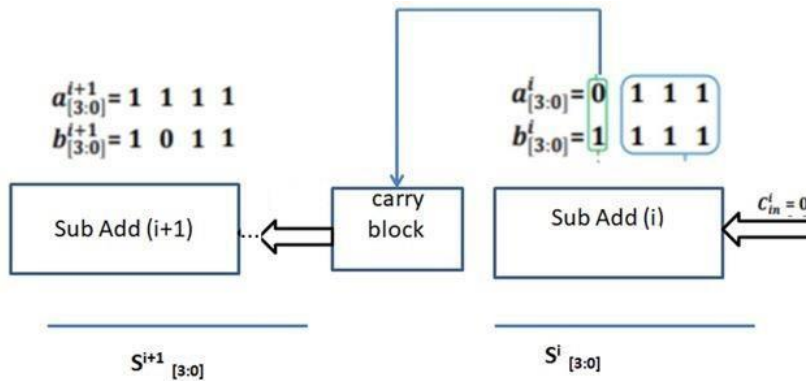 a^{i+1}_{[3:0]}= 1 1 1 1
b^{i+1}_{[3:0]}= 1 0 1 1
a^{i}_{[3:0]}= 0 1 1 1
b^{i}_{[3:0]}= 1 1 1 1
Sub Add (i+1)
...
carry
block
Sub Add (i)
C^{i}_{in} = 0
S^{i+1} [3:0]
S^{i} [3:0]